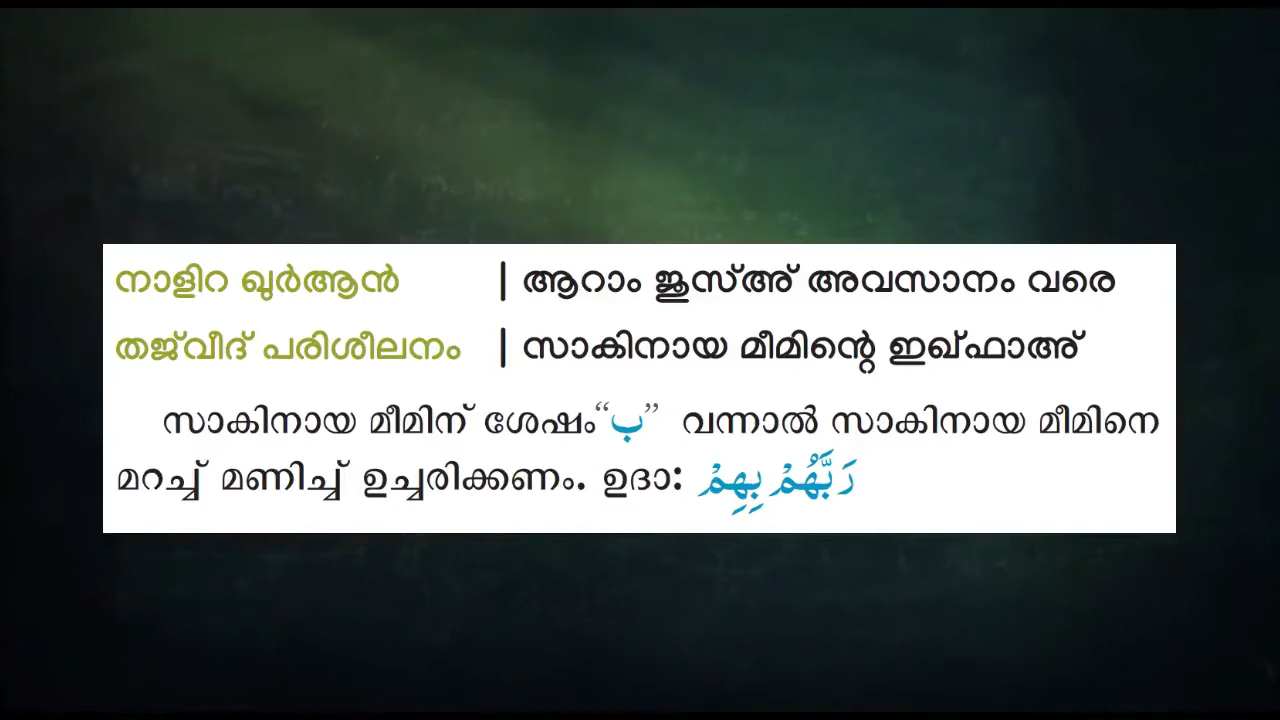 നാളിറ ഖുർആൻ | ആറാം ജുസ്അ് അവസാനം വരെ
തജ്‌വീദ് പരിശീലനം | സാകിനായ മീമിന്റെ ഇഖ്ഫാഅ്
സാകിനായ മീമിന് ശേഷം “ب” വന്നാൽ സാകിനായ മീമിനെ
മറച്ച് മണിച്ച് ഉച്ചരിക്കണം. ഉദാ: رَبَّهُمْ بِهِمْ